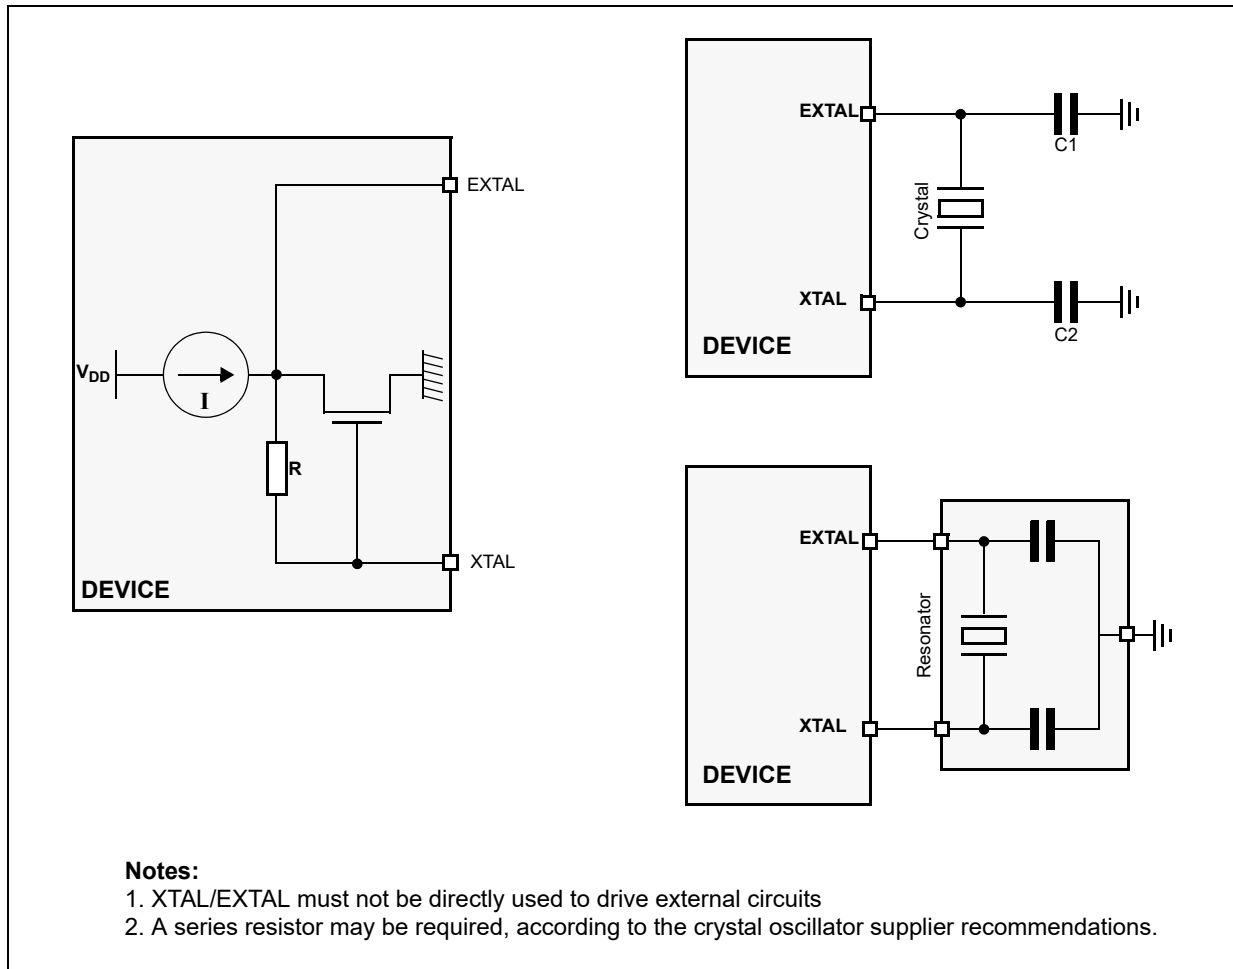 EXTAL
V_DD
I
R
XTAL
DEVICE
EXTAL
C1
Crystal
XTAL
C2
DEVICE
EXTAL
Resonator
XTAL
DEVICE
Notes:
1. XTAL/EXTAL must not be directly used to drive external circuits
2. A series resistor may be required, according to the crystal oscillator supplier recommendations.